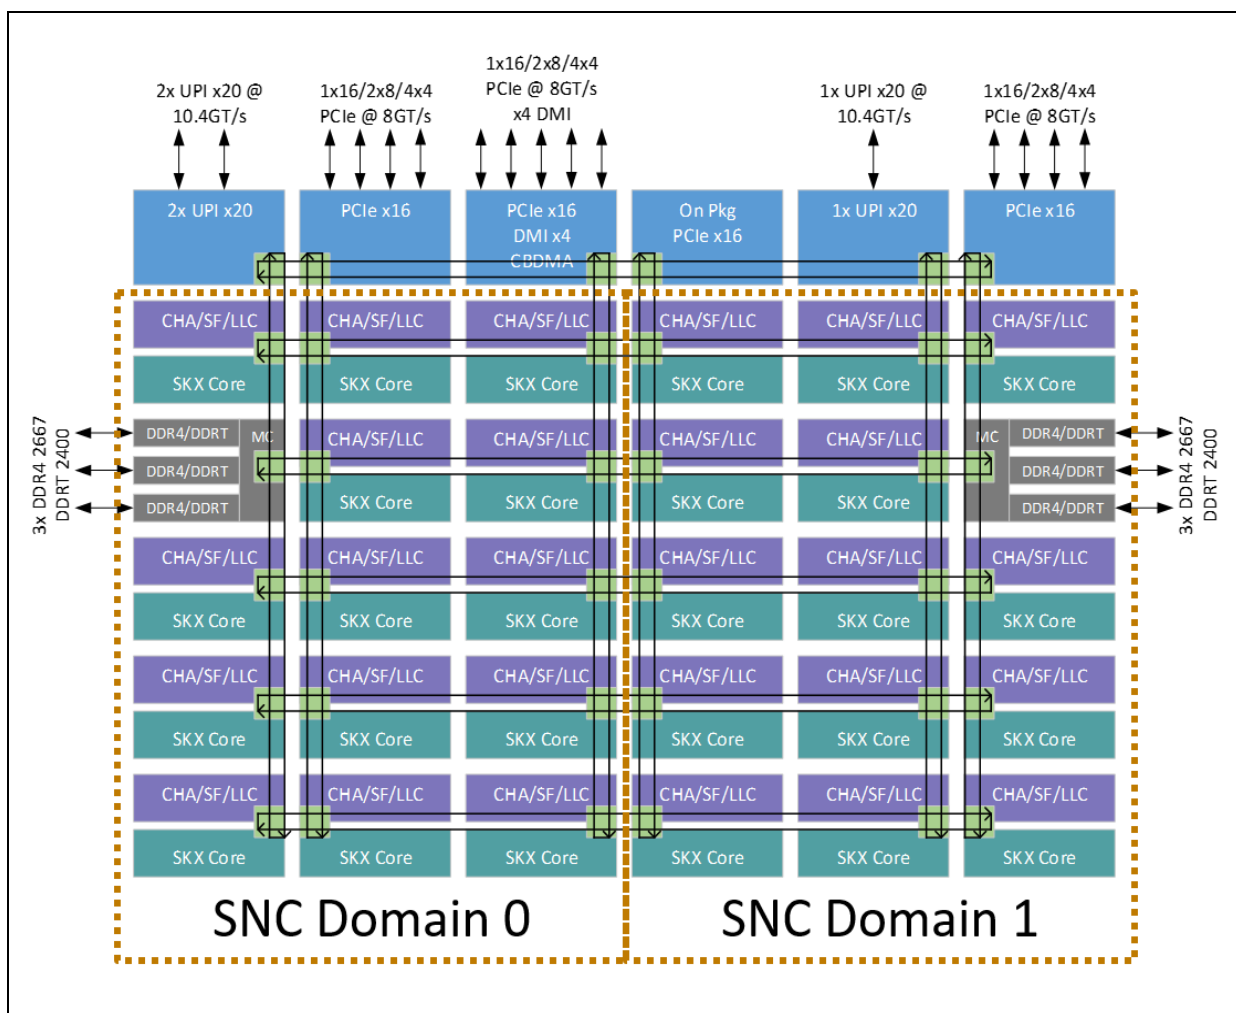 1x16/2x8/4x4
PCIe @ 8GT/s
x4 DMI
2x UPI x20 @
10.4GT/s
1x16/2x8/4x4
PCIe @ 8GT/s
1x UPI x20 @
10.4GT/s
1x16/2x8/4x4
PCIe @ 8GT/s
2x UPI x20
PCIe x16
PCIe x16
DMI x4
CBDMA
On Pkg
PCIe x16
1x UPI x20
PCIe x16
CHA/SF/LLC
CHA/SF/LLC
CHA/SF/LLC
CHA/SF/LLC
CHA/SF/LLC
CHA/SF/LLC
SKX Core
SKX Core
SKX Core
SKX Core
SKX Core
SKX Core
3x DDR4 2667
DDRT 2400
DDR4/DDRT
DDR4/DDRT
DDR4/DDRT
MC
CHA/SF/LLC
CHA/SF/LLC
CHA/SF/LLC
CHA/SF/LLC
SKX Core
SKX Core
SKX Core
SKX Core
MC
DDR4/DDRT
DDR4/DDRT
DDR4/DDRT
3x DDR4 2667
DDRT 2400
CHA/SF/LLC
CHA/SF/LLC
CHA/SF/LLC
CHA/SF/LLC
CHA/SF/LLC
CHA/SF/LLC
SKX Core
SKX Core
SKX Core
SKX Core
SKX Core
SKX Core
CHA/SF/LLC
CHA/SF/LLC
CHA/SF/LLC
CHA/SF/LLC
CHA/SF/LLC
CHA/SF/LLC
SKX Core
SKX Core
SKX Core
SKX Core
SKX Core
SKX Core
CHA/SF/LLC
CHA/SF/LLC
CHA/SF/LLC
CHA/SF/LLC
CHA/SF/LLC
CHA/SF/LLC
SKX Core
SKX Core
SKX Core
SKX Core
SKX Core
SKX Core
SNC Domain 0
SNC Domain 1